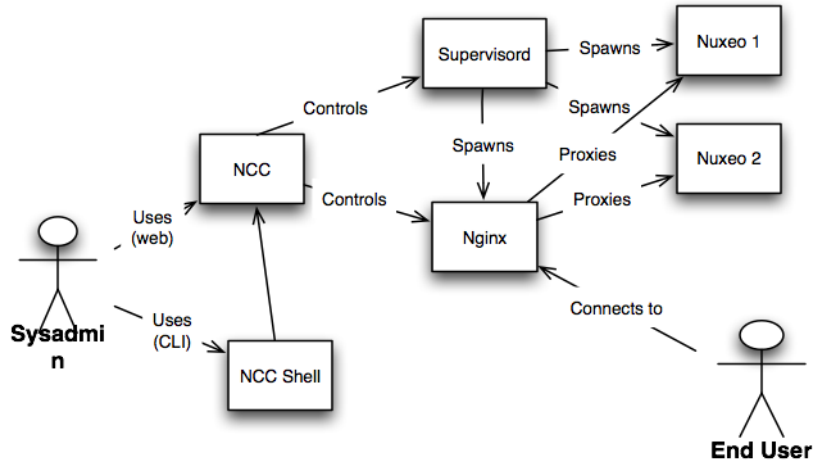 Supervisord
Spawns
Nuxeo 1
Controls
Spawns
Spawns
Proxies
Nuxeo 2
NCC
Controls
Proxies
Uses
(web)
Nginx
Connects to
Uses
(CLI)
Sysadmi
n
NCC Shell
End User